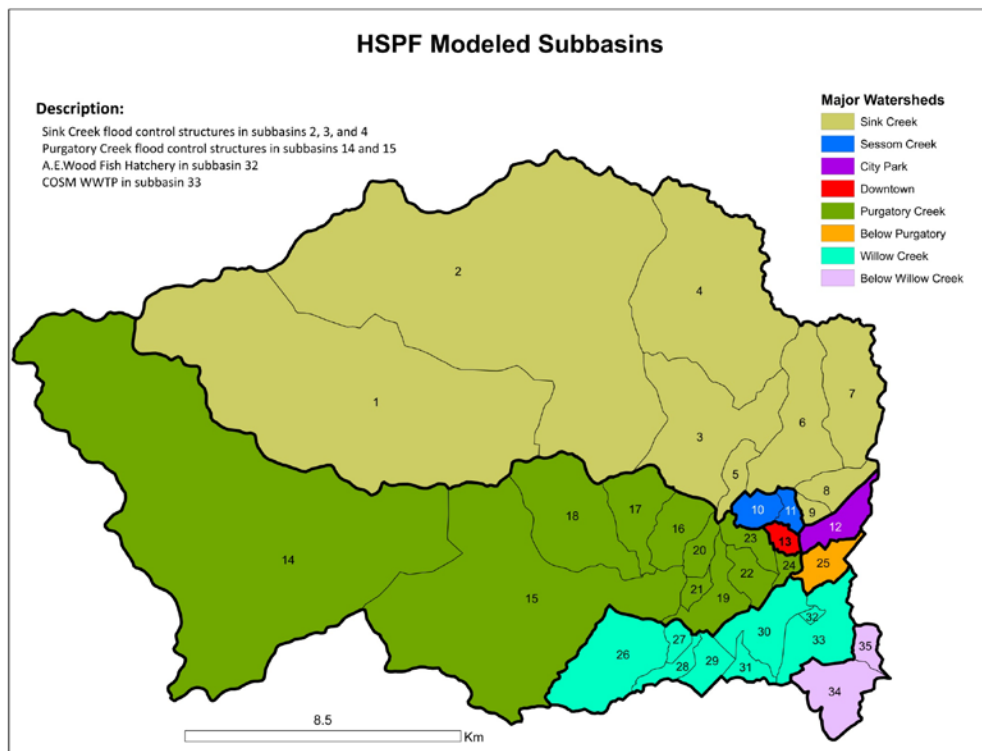 HSPF Modeled Subbasins
Description:
Sink Creek flood control structures in subbasins 2, 3, and 4
Purgatory Creek flood control structures in subbasins 14 and 15
A.E.Wood Fish Hatchery in subbasin 32
COSM WWTP in subbasin 33
Major Watersheds
Sink Creek
Sessom Creek
City Park
Downtown
Purgatory Creek
Below Purgatory
Willow Creek
Below Willow Creek
2
4
1
3
5
6
7
8
9
10
11
12
13
14
15
16
17
18
19
20
21
22
23
24
25
26
27
28
29
30
31
32
33
34
35
8.5
Km